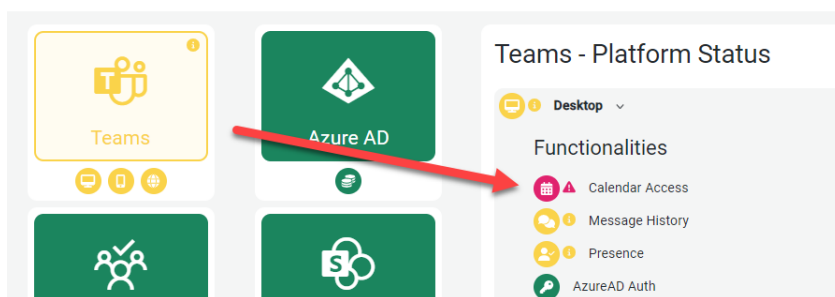 Teams
Azure AD
Teams - Platform Status
Desktop
Functionalities
Calendar Access
Message History
Presence
AzureAD Auth
T
S